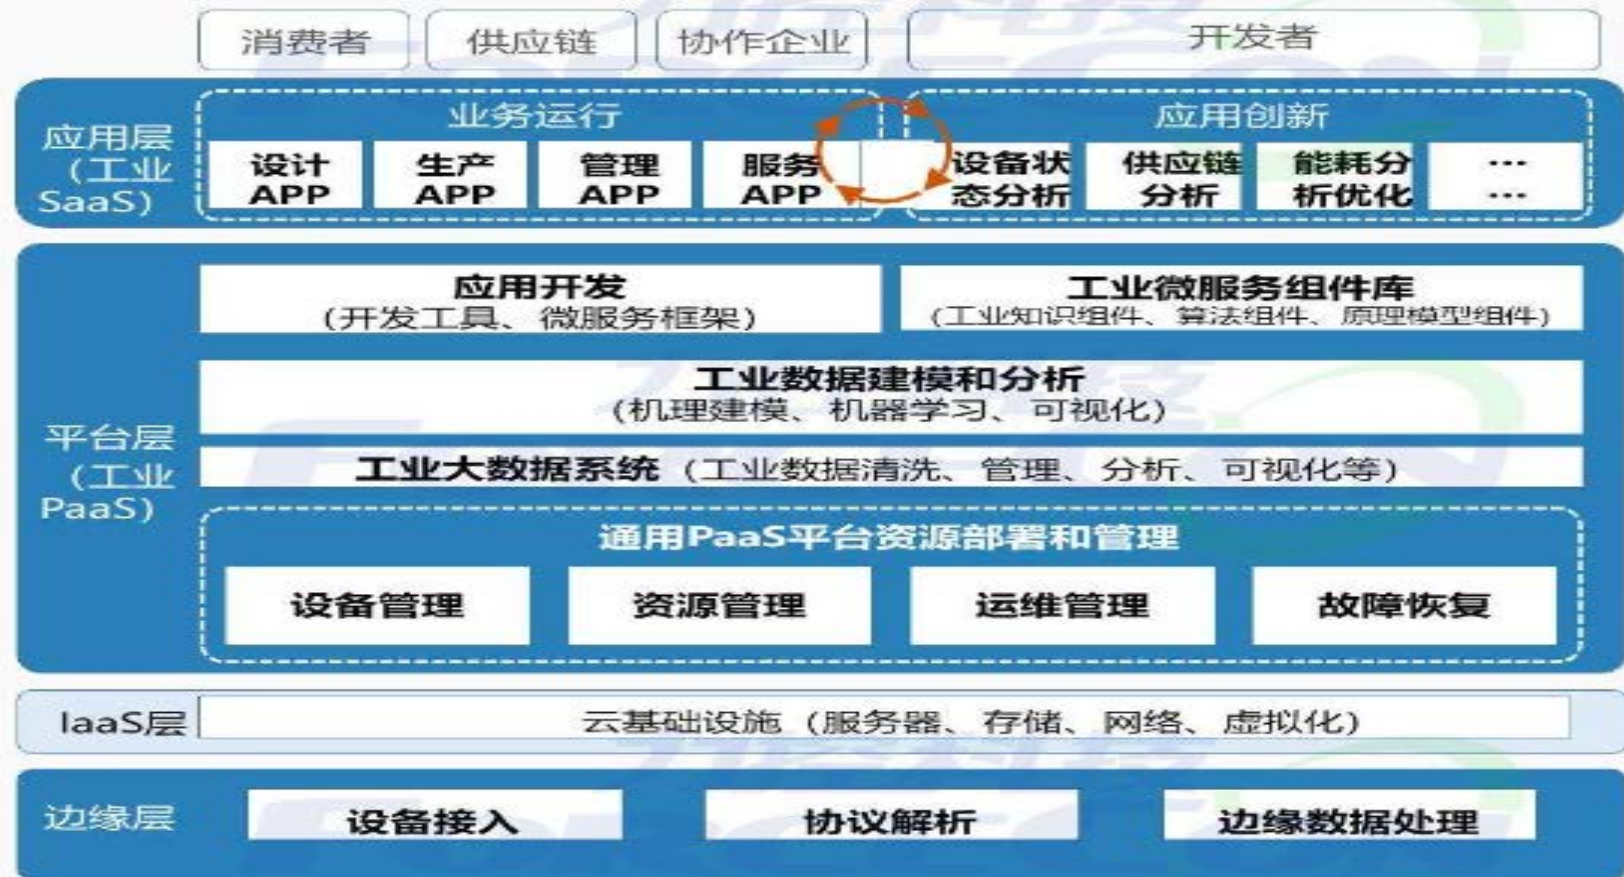 消费者
供应链
协作企业
开发者
应用层
(工业
SaaS)
业务运行
设计
APP
生产
APP
管理
APP
服务
APP
应用创新
设备状
态分析
供应链
分析
能耗分
析优化
...
...
平台层
(工业
PaaS)
应用开发
(开发工具、微服务框架)
工业微服务组件库
(工业知识组件、算法组件、原理模型组件)
工业数据建模和分析
(机理建模、机器学习、可视化)
工业大数据系统(工业数据清洗、管理、分析、可视化等)
通用PaaS平台资源部署和管理
设备管理
资源管理
运维管理
故障恢复
IaaS层
云基础设施(服务器、存储、网络、虚拟化)
边缘层
设备接入
协议解析
边缘数据处理